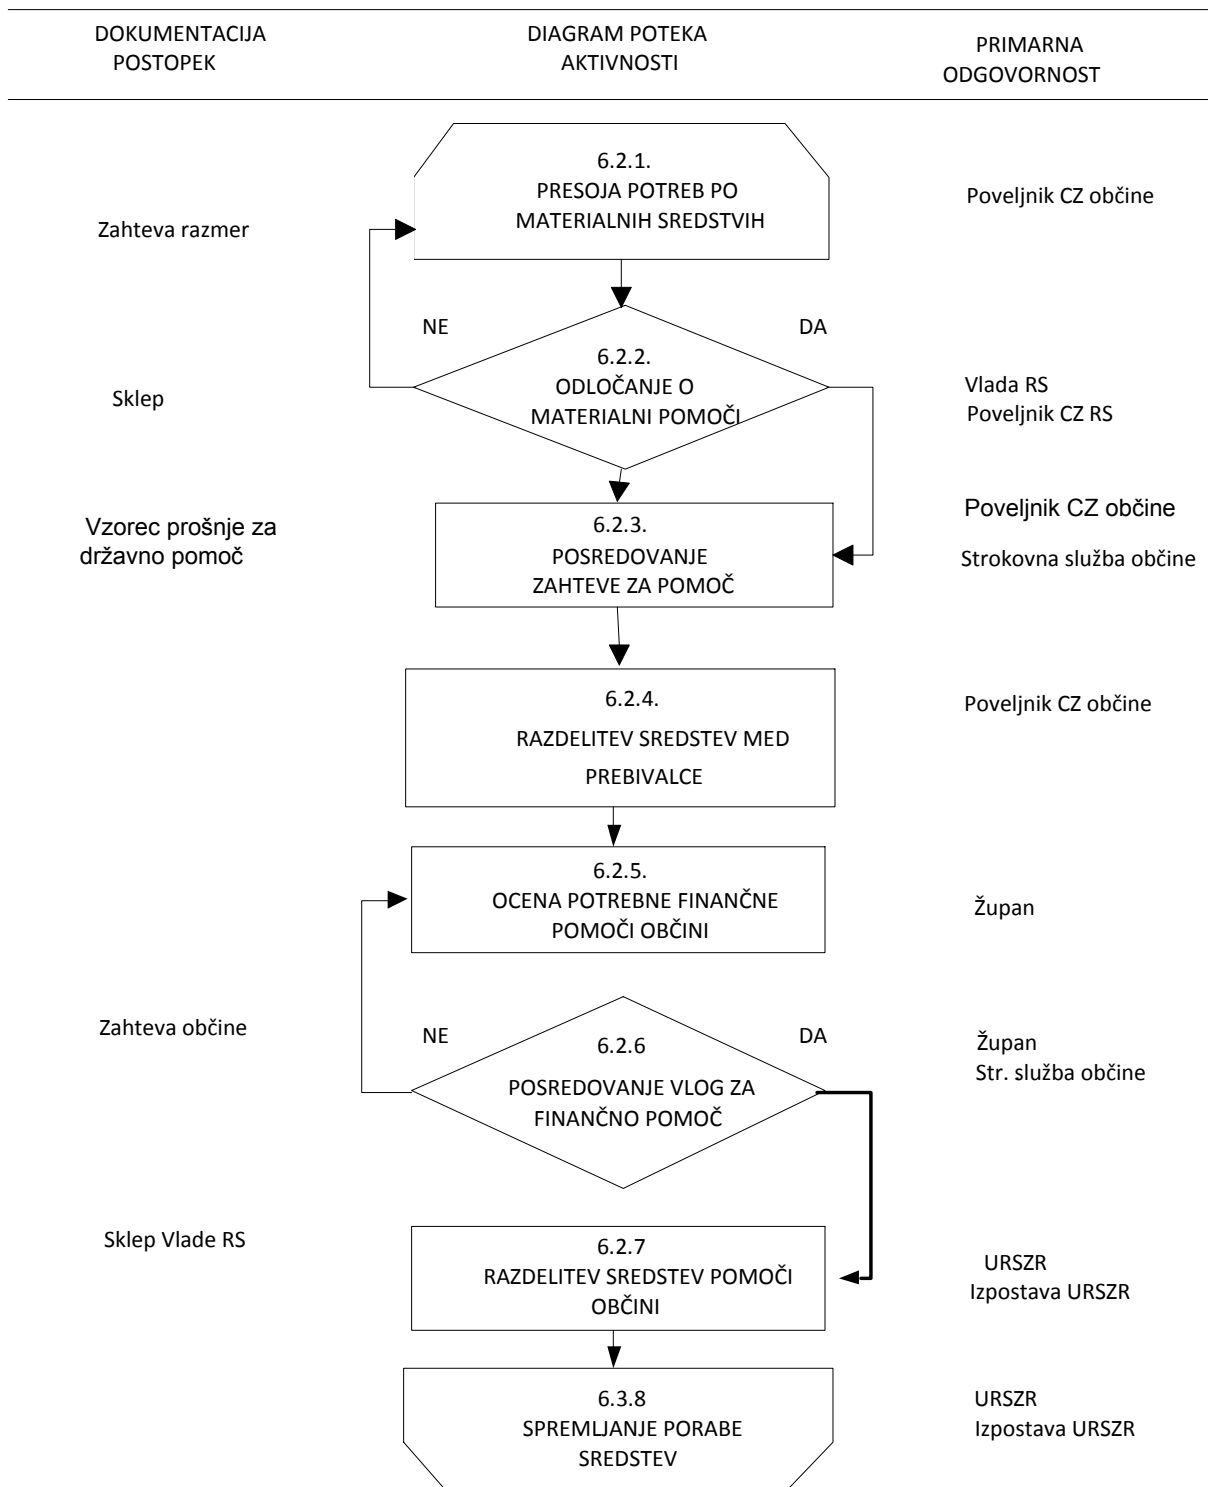 DOKUMENTACIJA
POSTOPEK
DIAGRAM POTEKA
AKTIVNOSTI
PRIMARNA
ODGOVORNOST
6.2.1.
PRESOJA POTREB PO
MATERIALNIH SREDSTVIH
Zahteva razmer
Poveljnik CZ občine
NE
DA
6.2.2.
ODLOČANJE O
MATERIALNI POMOČI
Sklep
Vlada RS
Poveljnik CZ RS
Vzorec prošnje za
državno pomoč
6.2.3.
POSREDOVANJE
ZAHTEVE ZA POMOČ
Poveljnik CZ občine
Strokovna služba občine
6.2.4.
RAZDELITEV SREDSTEV MED
PREBIVALCE
Poveljnik CZ občine
6.2.5.
OCENA POTREBNE FINANČNE
POMOČI OBČINI
Župan
Zahteva občine
NE
DA
6.2.6
POSREDOVANJE VLOG ZA
FINANČNO POMOČ
Župan
Str. služba občine
Sklep Vlade RS
6.2.7
RAZDELITEV SREDSTEV POMOČI
OBČINI
URSZR
Izpostava URSZR
6.3.8
SPREMLJANJE PORABE
SREDSTEV
URSZR
Izpostava URSZR